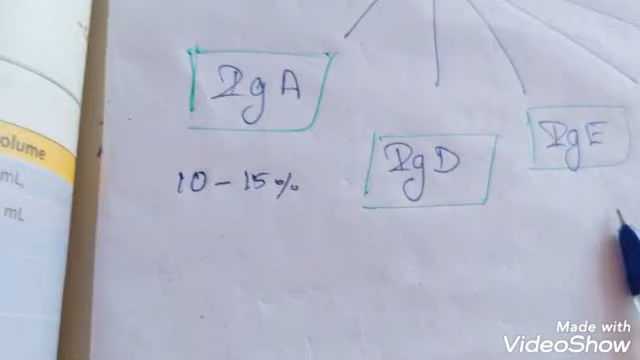 IgA
IgE
IgD
10-15%
olume
mL,
mL
Made with
VideoShow